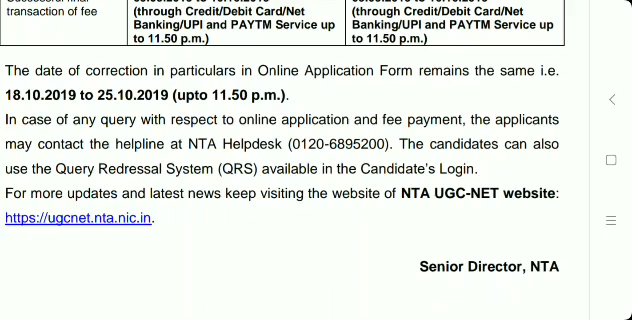 transaction of fee
(through Credit/Debit Card/Net
Banking/UPI and PAYTM Service up
to 11.50 p.m.)
(through Credit/Debit Card/Net
Banking/UPI and PAYTM Service up
to 11.50 p.m.)
The date of correction in particulars in Online Application Form remains the same i.e.
18.10.2019 to 25.10.2019 (upto 11.50 p.m.).
In case of any query with respect to online application and fee payment, the applicants
may contact the helpline at NTA Helpdesk (0120-6895200). The candidates can also
use the Query Redressal System (QRS) available in the Candidate's Login.
For more updates and latest news keep visiting the website of NTA UGC-NET website:
https://ugcnet.nta.nic.in.
Senior Director, NTA